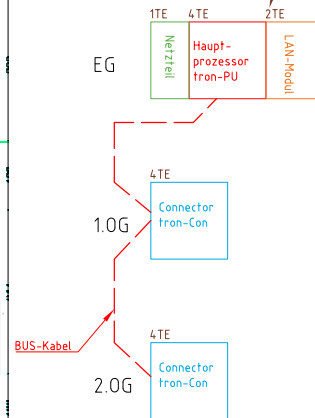 1TE 4TE 2TE
EG
Netzteil
Haupt-
prozessor
tron-PU
LAN-Modul
4TE
1.OG
Connector
tron-Con
BUS-Kabel
4TE
2.OG
Connector
tron-Con